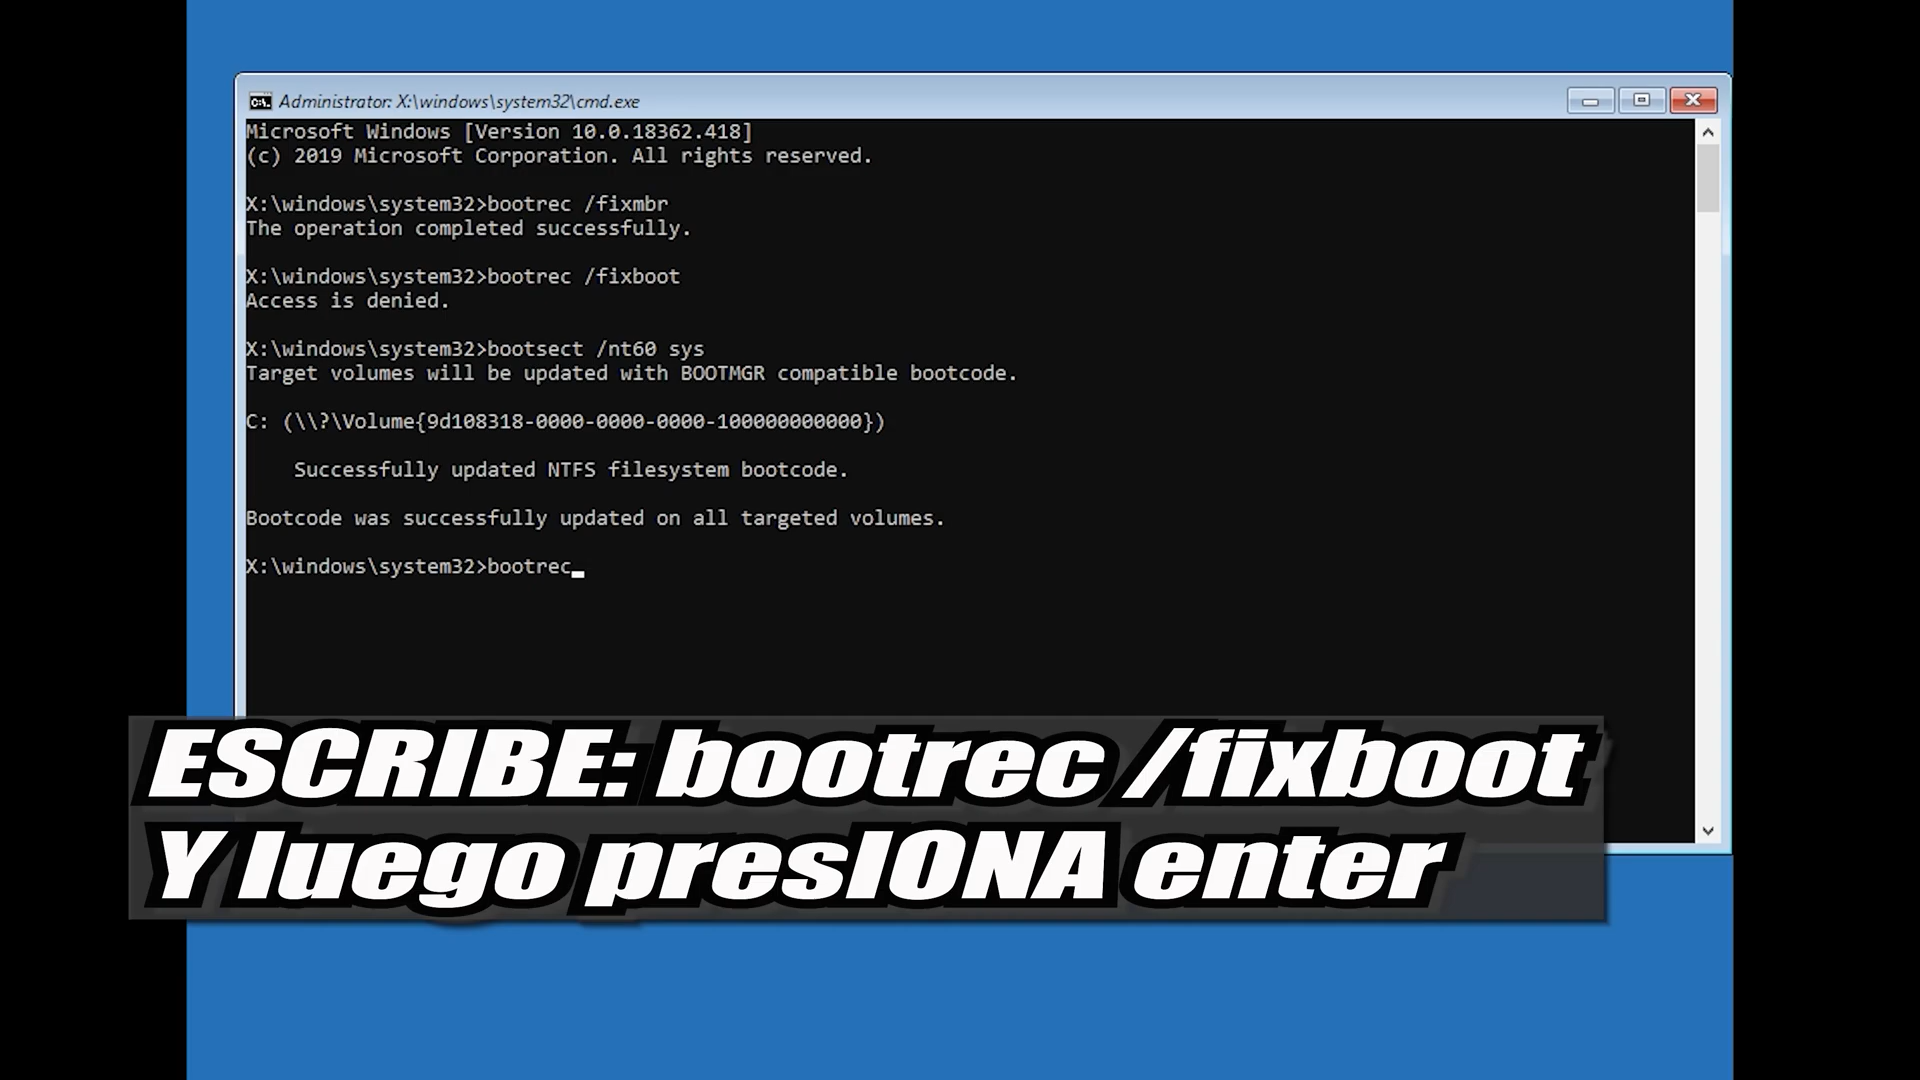 Administrator: X:\windows\system32\cmd.exe
Microsoft Windows [Version 10.0.18362.418]
(c) 2019 Microsoft Corporation. All rights reserved.
X:\windows\system32>bootrec /fixmbr
The operation completed successfully.
X:\windows\system32>bootrec /fixboot
Access is denied.
X:\windows\system32>bootsect /nt60 sys
Target volumes will be updated with BOOTMGR compatible bootcode.
C: (\\?\Volume{9d108318-0000-0000-0000-100000000000})
Successfully updated NTFS filesystem bootcode.
Bootcode was successfully updated on all targeted volumes.
X:\windows\system32>bootrec_
ESCRIBE: bootrec /fixboot
Y luego presIONA enter